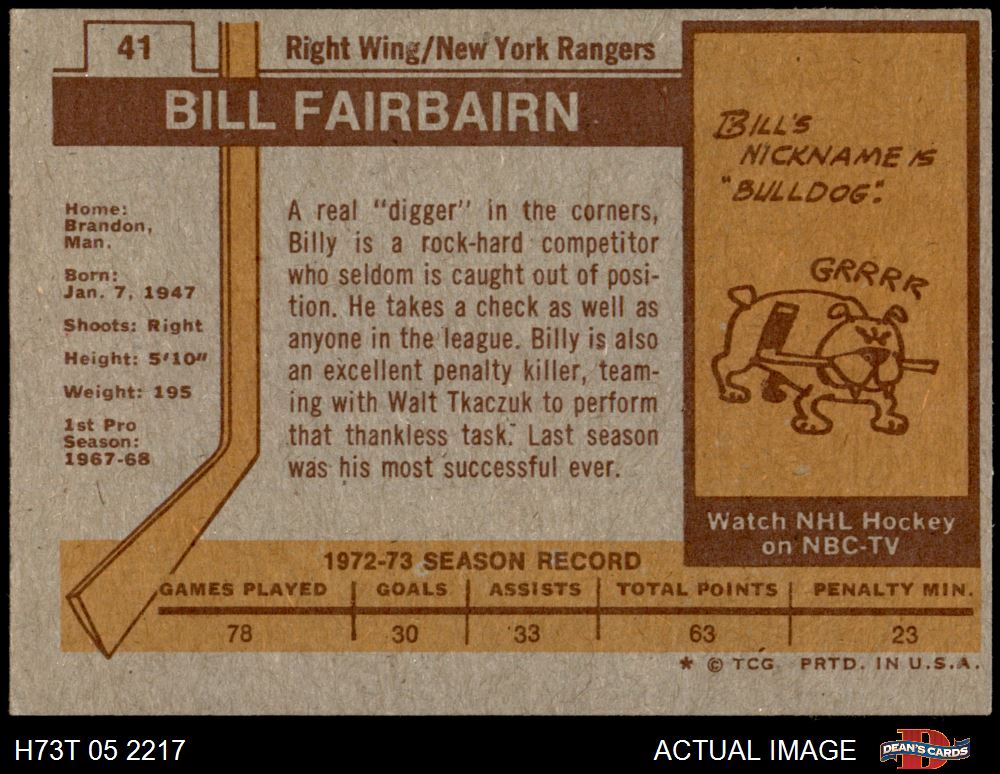 41
Right Wing/New York Rangers
BILL FAIRBAIRN
Home:
Brandon,
Man.
Born:
Jan. 7, 1947
Shoots: Right
Height: 5'10"
Weight: 195
1st Pro
Season:
1967-68
A real "digger" in the corners,
Billy is a rock-hard competitor
who seldom is caught out of posi-
tion. He takes a check as well as
anyone in the league. Billy is also
an excellent penalty killer, team-
ing with Walt Tkaczuk to perform
that thankless task. Last season
was his most successful ever.
BILL'S
NICKNAME IS
"BULLDOG".
GRRRR
Watch NHL Hockey
on NBC-TV
1972-73 SEASON RECORD
GAMES PLAYED GOALS ASSISTS TOTAL POINTS PENALTY MIN.
78 30 33 63 23
* © TCG PRTD. IN U.S.A.
H73T 05 2217 ACTUAL IMAGE DEAN'S CARDS